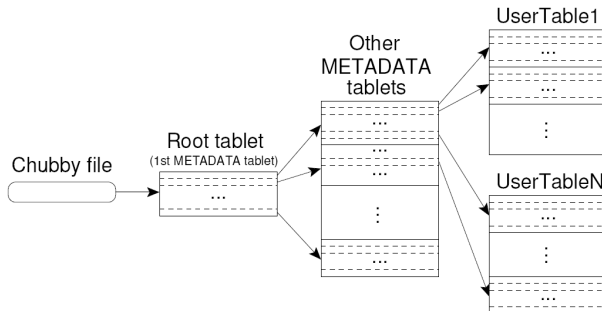 UserTable1
...
...
⋮
Other
METADATA
tablets
...
...
...
⋮
...
Root tablet
(1st METADATA tablet)
...
Chubby file
UserTableN
...
⋮
...